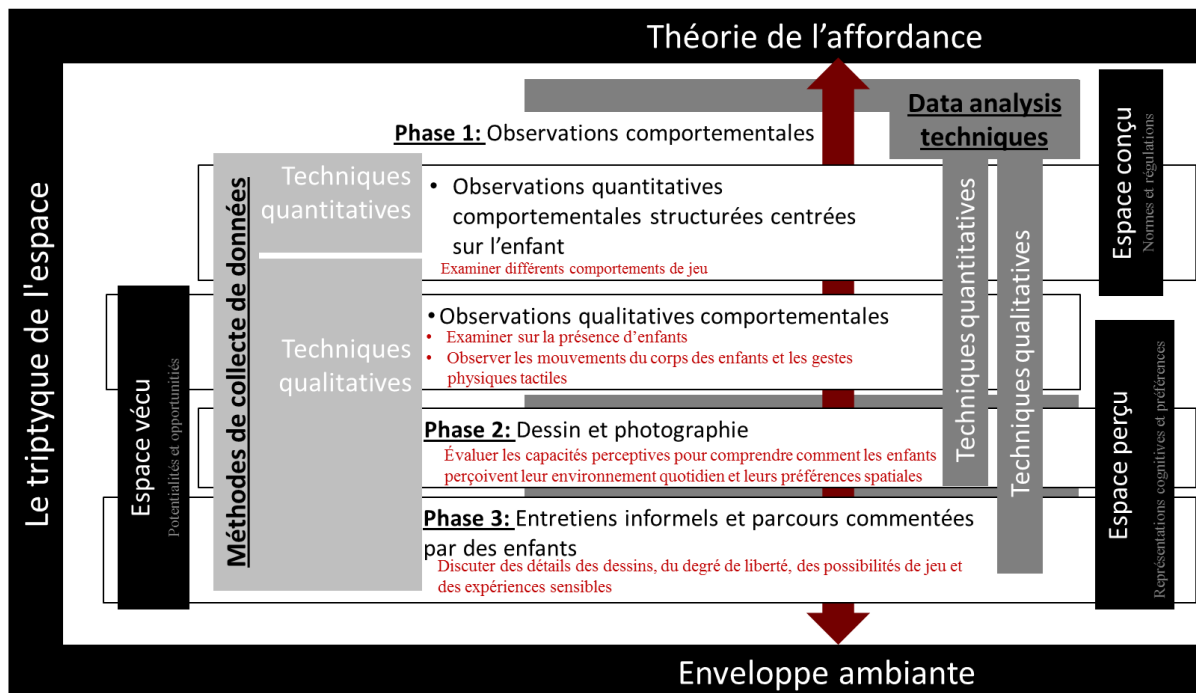 Théorie de l'affordance
Le triptyque de l'espace
Data analysis
techniques
Phase 1: Observations comportementales
Espace conçu
Normes et régulations
Méthodes de collecte de données
Techniques
quantitatives
• Observations quantitatives
comportementales structurées centrées
sur l'enfant
Examiner différents comportements de jeu
Techniques quantitatives
Techniques qualitatives
Espace vécu
Potentialités et opportuniités
Techniques
qualitatives
• Observations qualitatives comportementales
• Examiner sur la présence d'enfants
• Observer les mouvements du corps des enfants et les gestes
physiques tactiles
Espace perçu
Représentations cognitives et préférences
Phase 2: Dessin et photographie
Évaluer les capacités perceptives pour comprendre comment les enfants
perçoivent leur environnement quotidien et leurs préférences spatiales
Phase 3: Entretiens informels et parcours commentées
par des enfants
Discuter des détails des dessins, du degré de liberté, des possibilités de jeu et
des expériences sensibles
Enveloppe ambiante